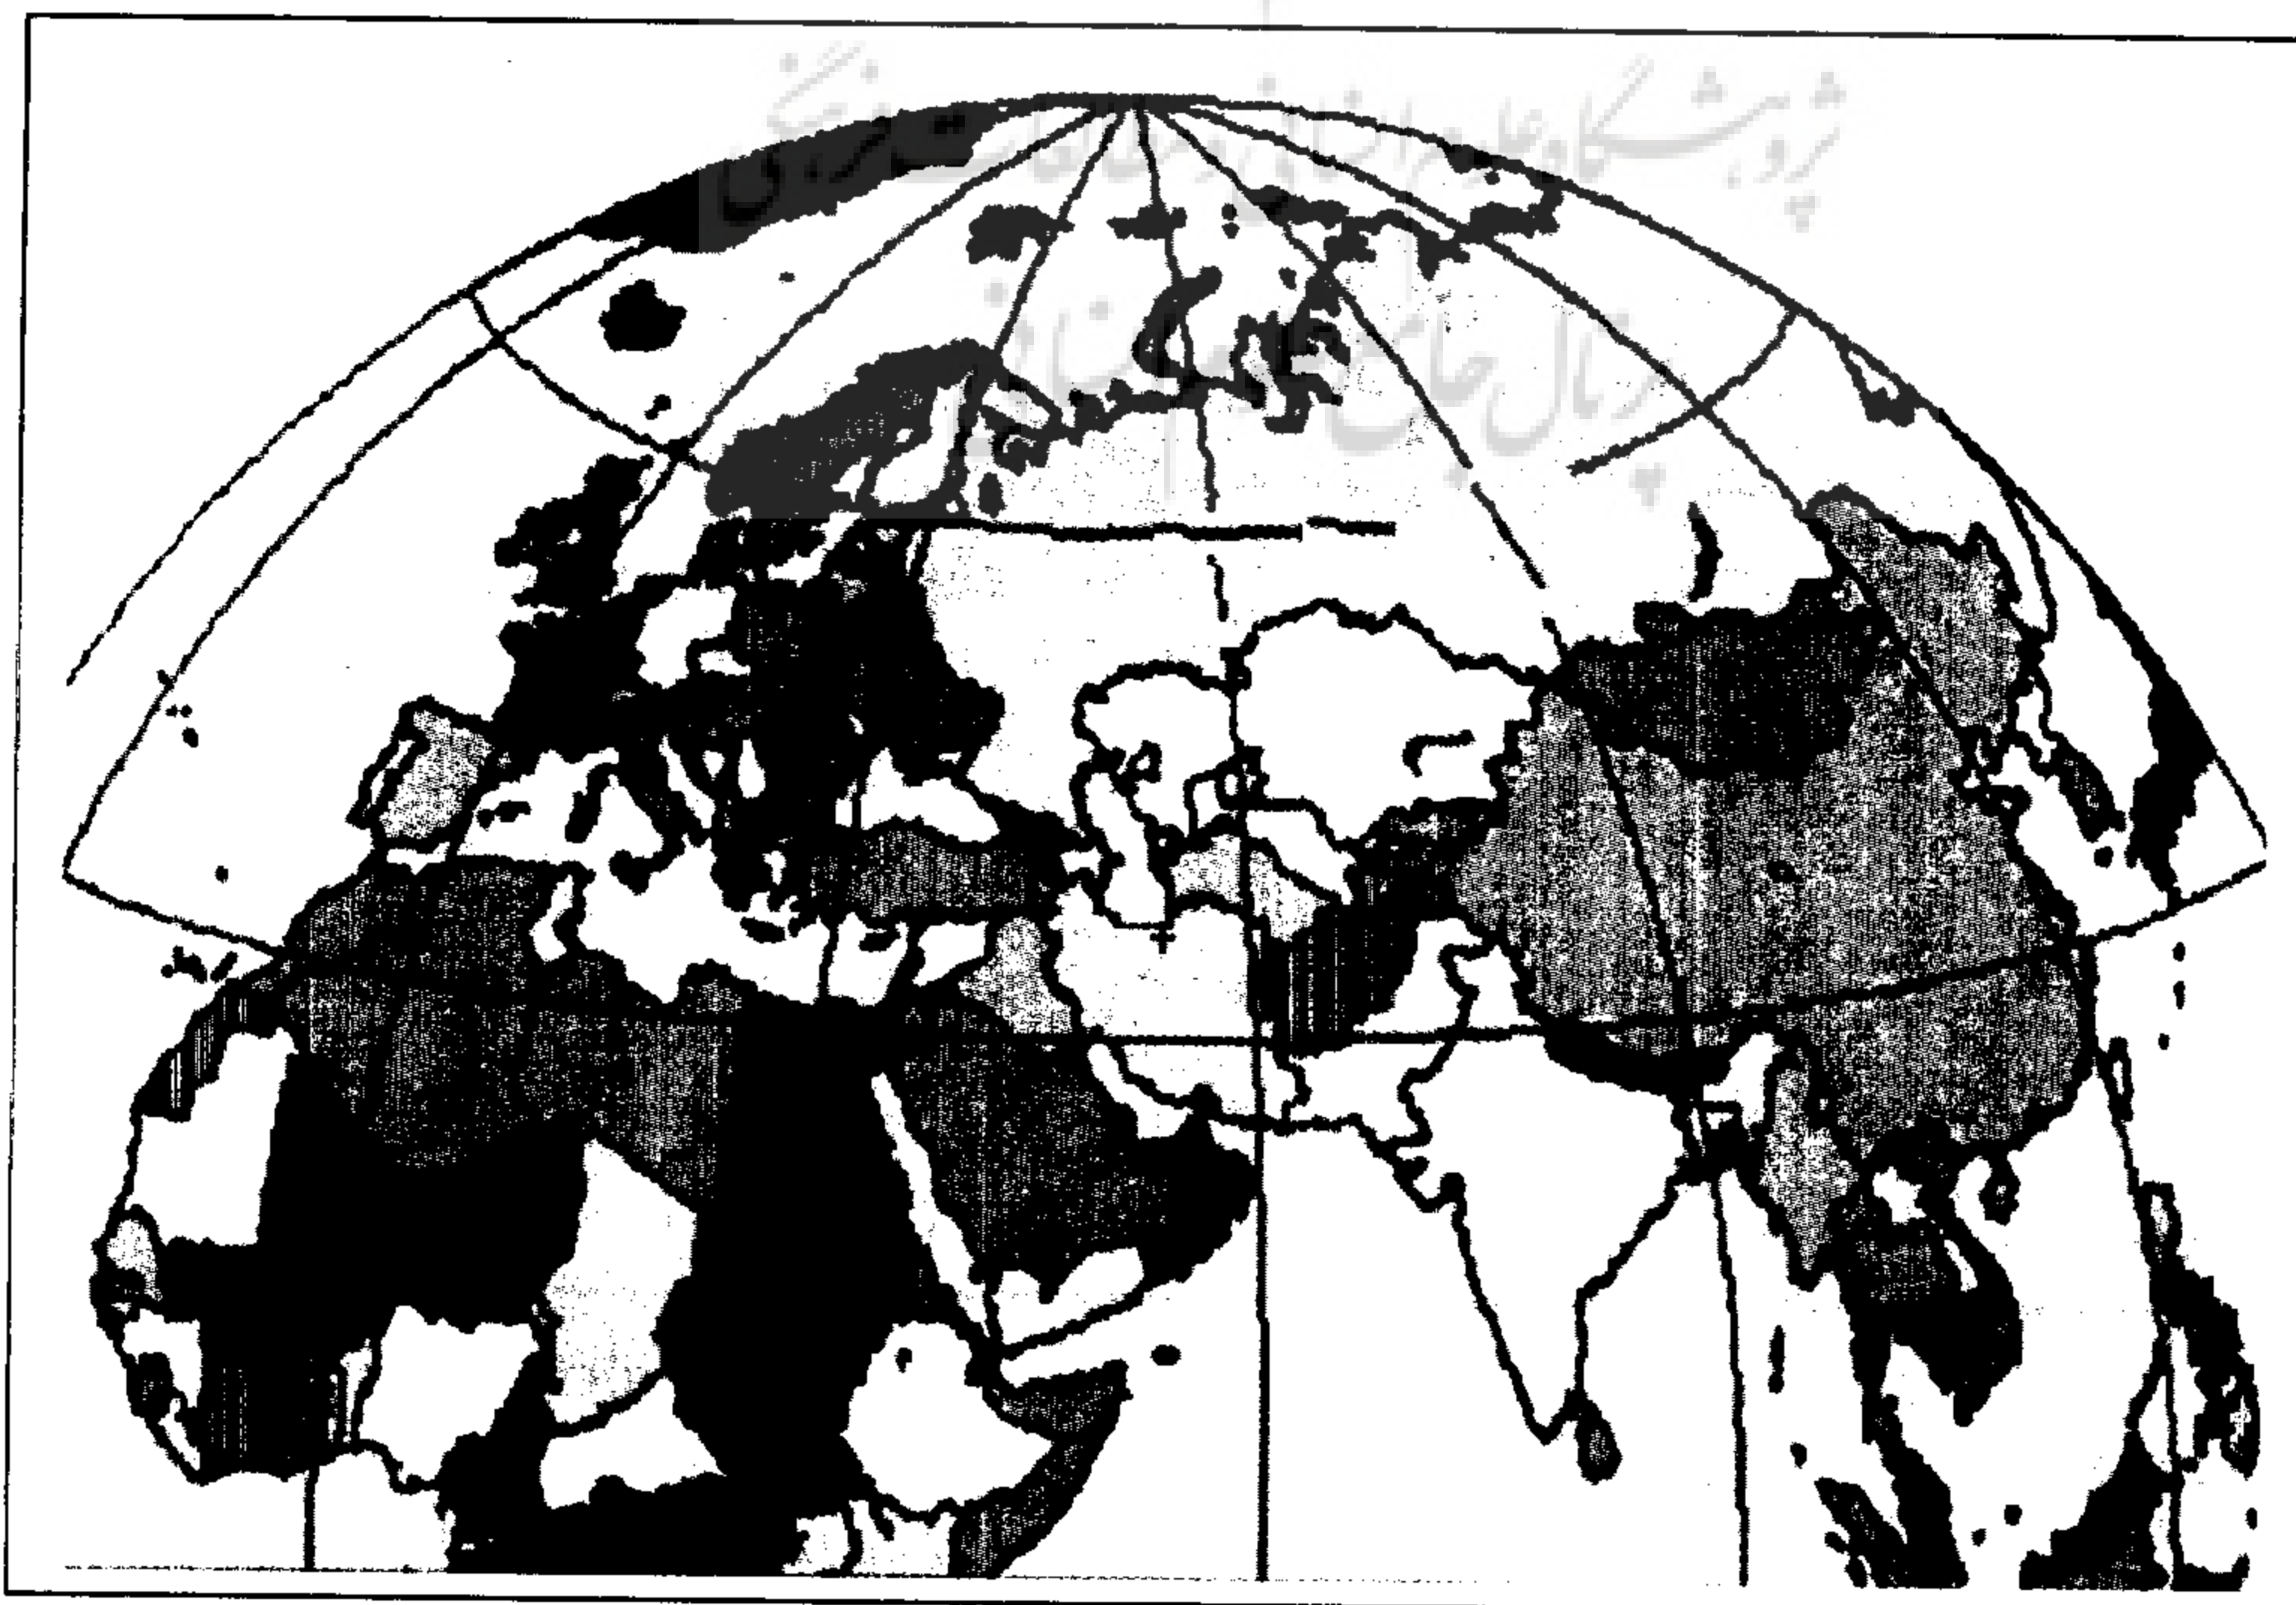 پژوهشگاه علوم انسانی و مطالعات فرهنگی
پرتال جامع علوم انسانی